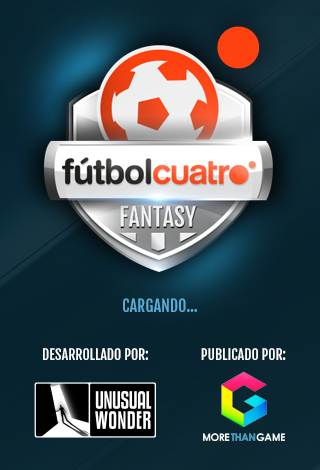 fútbolcuatro
FANTASY
CARGANDO...
DESARROLLADO POR:
PUBLICADO POR:
UNUSUAL
WONDER
MORETHANGAME